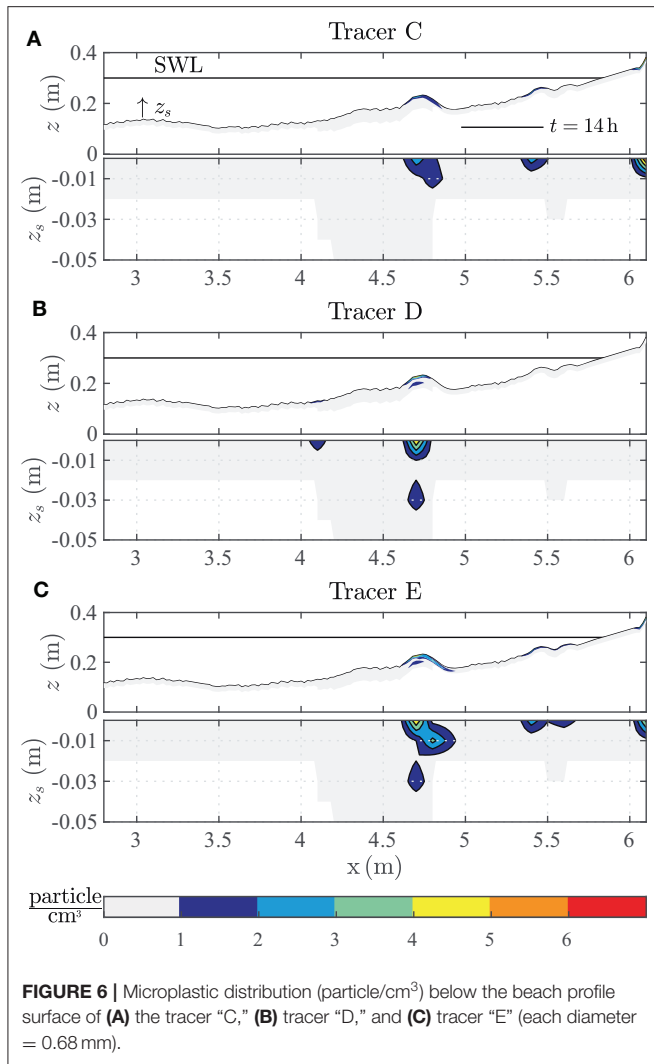 A
Tracer C
0.4
SWL
z (m)
0.2
↑ z_s
t = 14 h
0
-0.01
z_s (m)
-0.03
-0.05
3 3.5 4 4.5 5 5.5 6
B
Tracer D
0.4
z (m)
0.2
0
-0.01
z_s (m)
-0.03
-0.05
3 3.5 4 4.5 5 5.5 6
C
Tracer E
0.4
z (m)
0.2
0
-0.01
z_s (m)
-0.03
-0.05
3 3.5 4 4.5 5 5.5 6
x (m)
particle
cm³
0 1 2 3 4 5 6
FIGURE 6 | Microplastic distribution (particle/cm³) below the beach profile
surface of (A) the tracer “C,” (B) tracer “D,” and (C) tracer “E” (each diameter
= 0.68 mm).